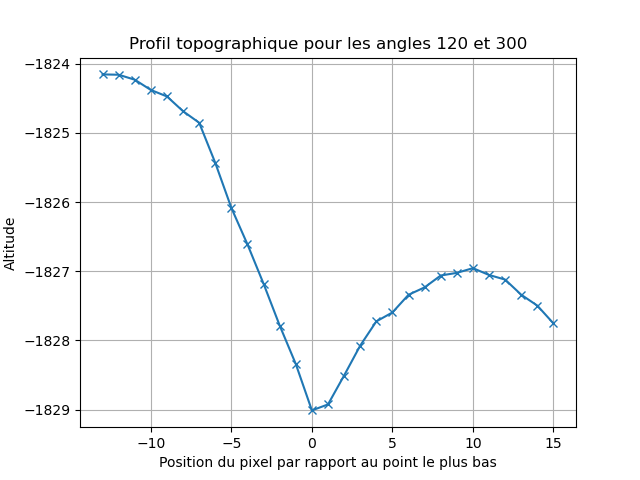 Profil topographique pour les angles 120 et 300
−1824
−1825
−1826
−1827
−1828
−1829
Altitude
−10 −5 0 5 10 15
Position du pixel par rapport au point le plus bas